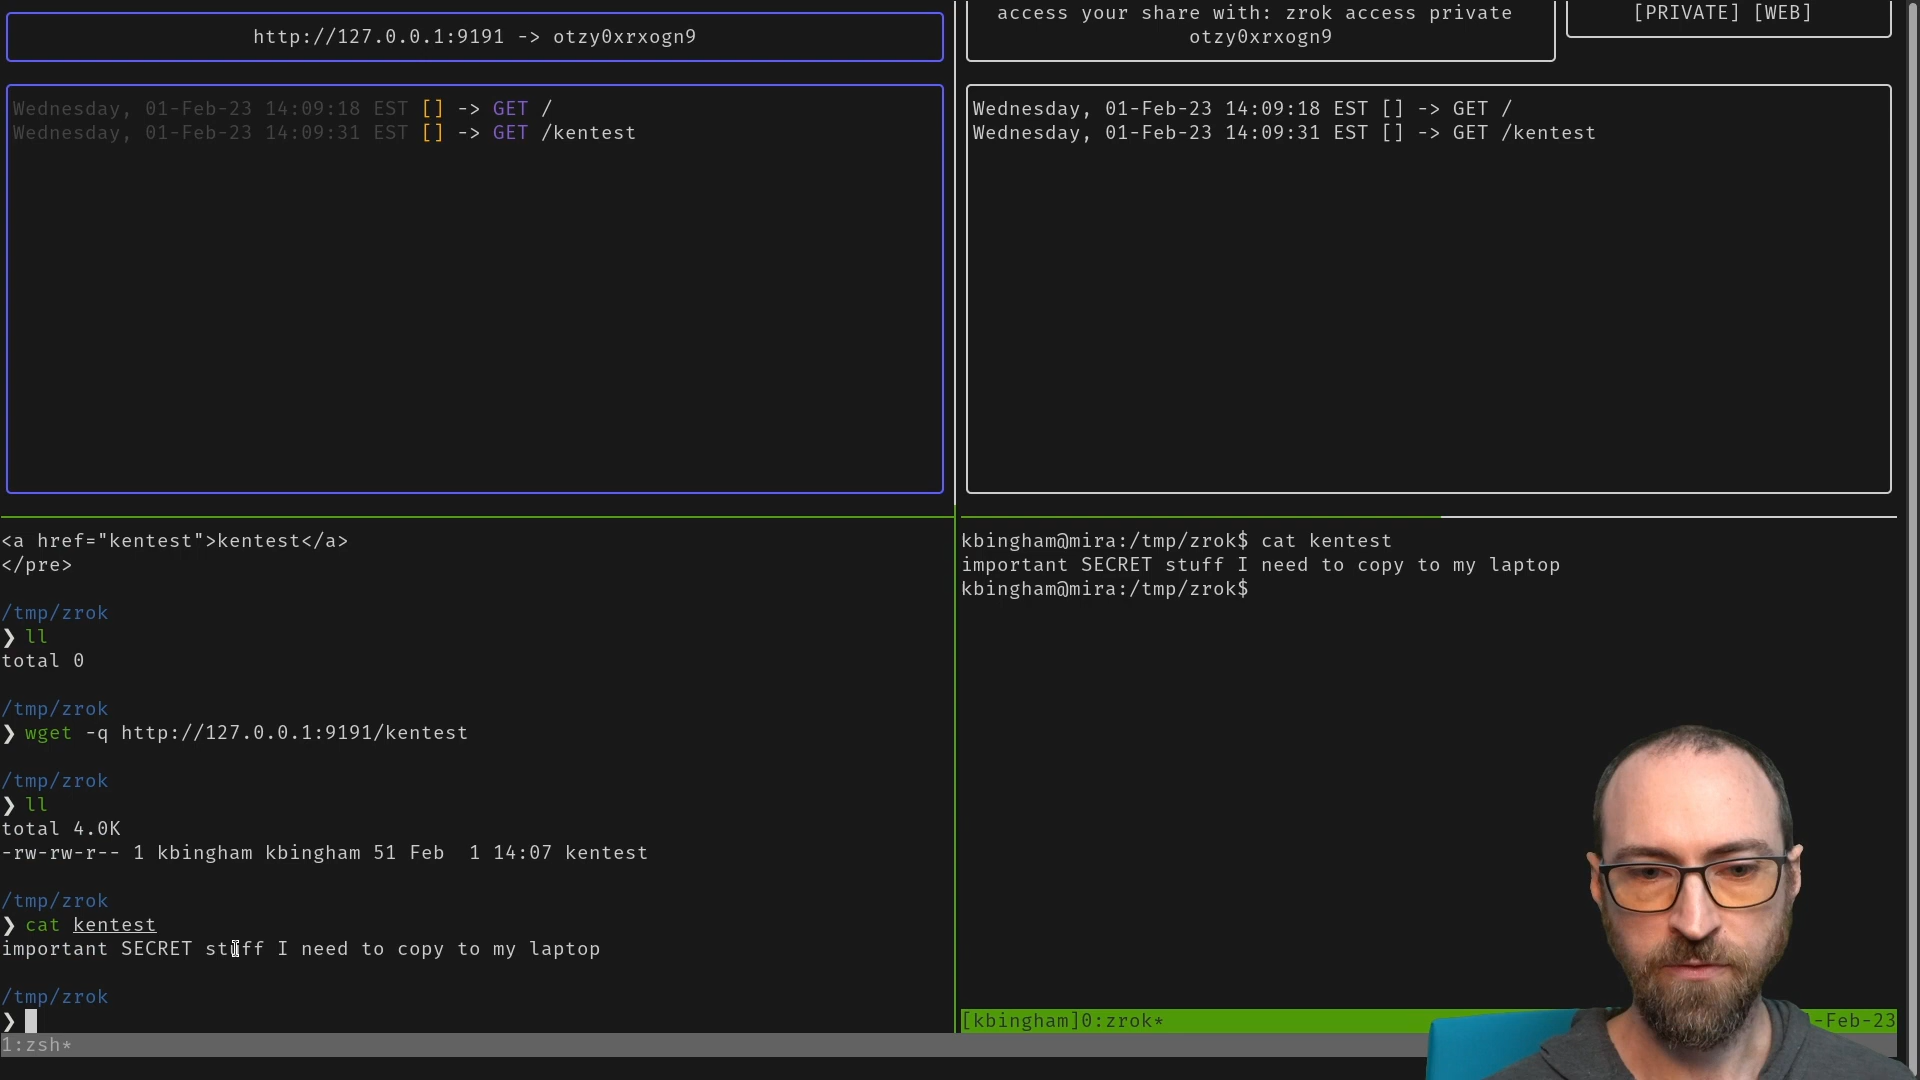 http://127.0.0.1:9191 -> otzy0xrxogn9
Wednesday, 01-Feb-23 14:09:18 EST [] -> GET /
Wednesday, 01-Feb-23 14:09:31 EST [] -> GET /kentest
access your share with: zrok access private
otzy0xrxogn9
[PRIVATE] [WEB]
Wednesday, 01-Feb-23 14:09:18 EST [] -> GET /
Wednesday, 01-Feb-23 14:09:31 EST [] -> GET /kentest
<a href="kentest">kentest</a>
</pre>
/tmp/zrok
❯ ll
total 0
/tmp/zrok
❯ wget -q http://127.0.0.1:9191/kentest
/tmp/zrok
❯ ll
total 4.0K
-rw-rw-r-- 1 kbingham kbingham 51 Feb  1 14:07 kentest
/tmp/zrok
❯ cat kentest
important SECRET stuff I need to copy to my laptop
/tmp/zrok
❯
kbingham@mira:/tmp/zrok$ cat kentest
important SECRET stuff I need to copy to my laptop
kbingham@mira:/tmp/zrok$
[kbingham]0:zrok*
-Feb-23
1:zsh*